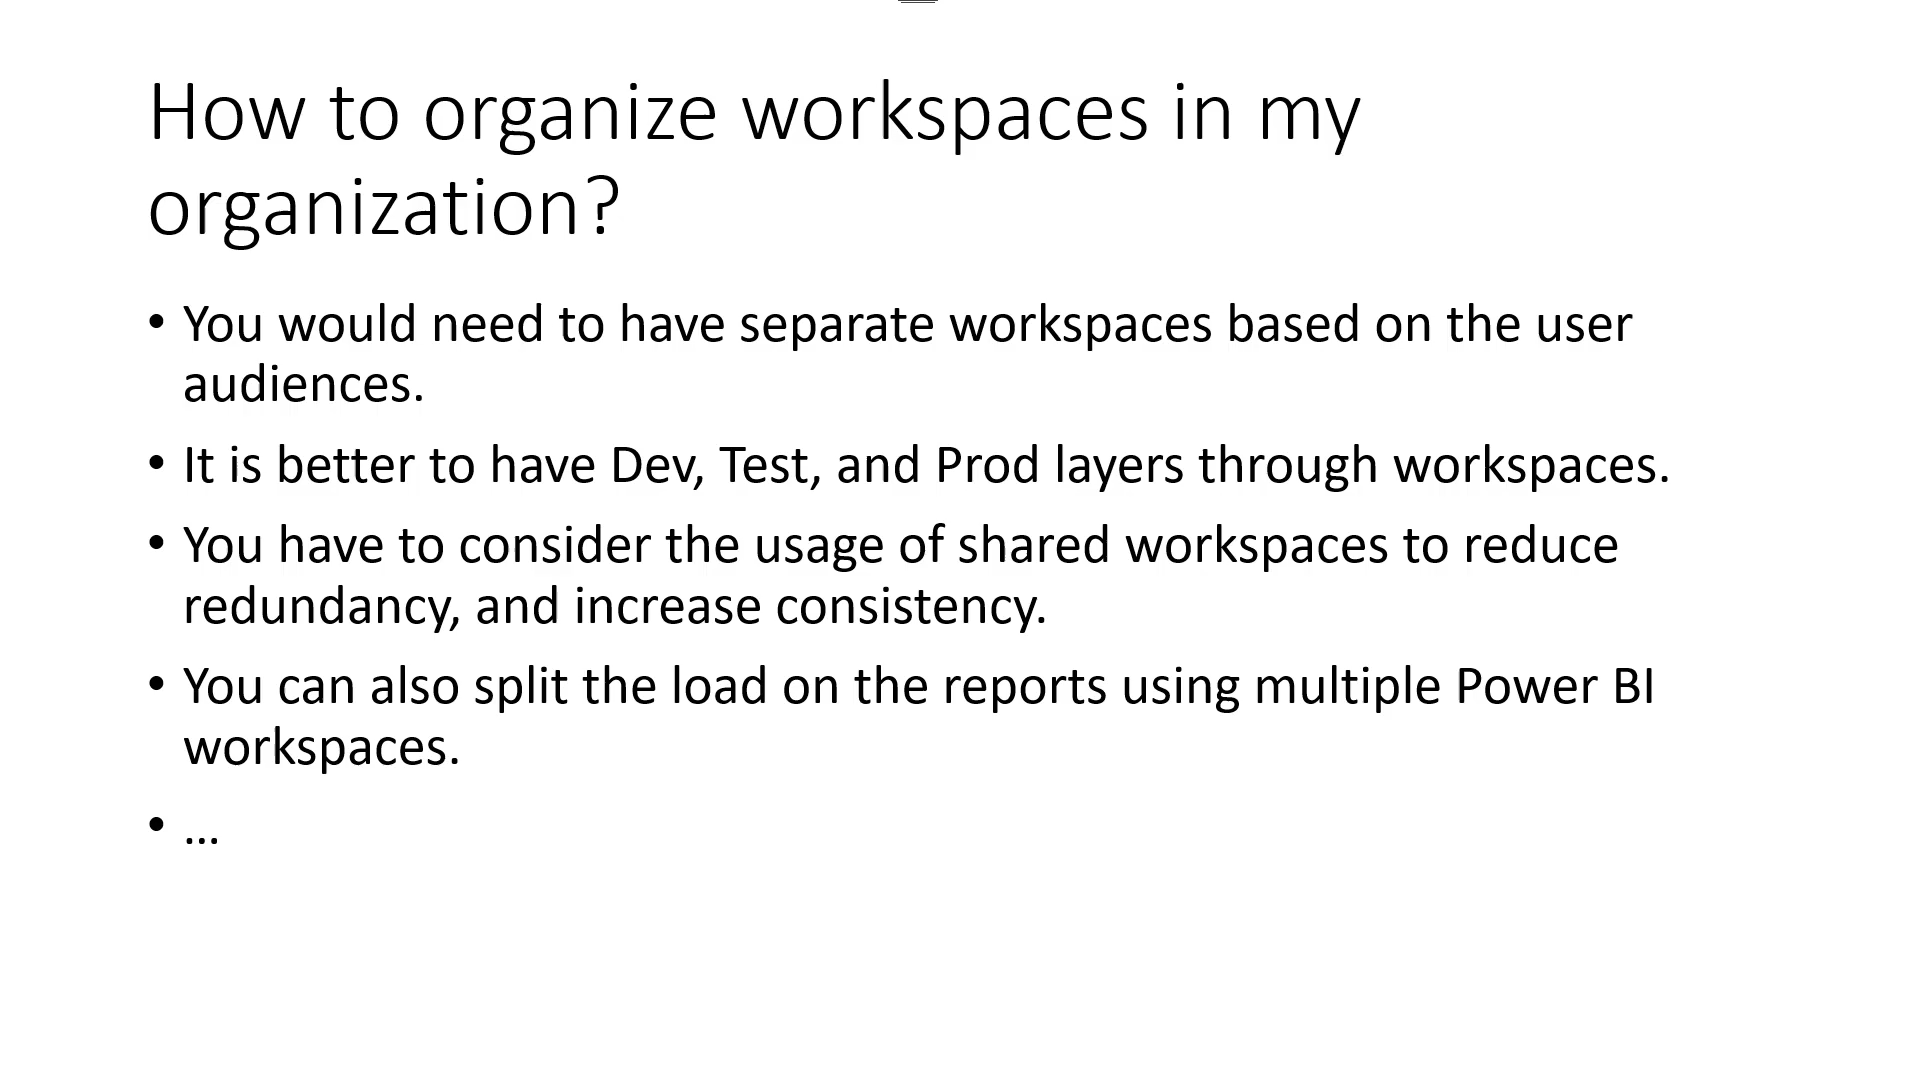 How to organize workspaces in my
organization?
• You would need to have separate workspaces based on the user
audiences.
• It is better to have Dev, Test, and Prod layers through workspaces.
• You have to consider the usage of shared workspaces to reduce
redundancy, and increase consistency.
• You can also split the load on the reports using multiple Power BI
workspaces.
• …